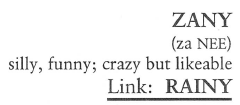 ZANY
(za NEE)
silly, funny; crazy but likeable
Link: RAINY